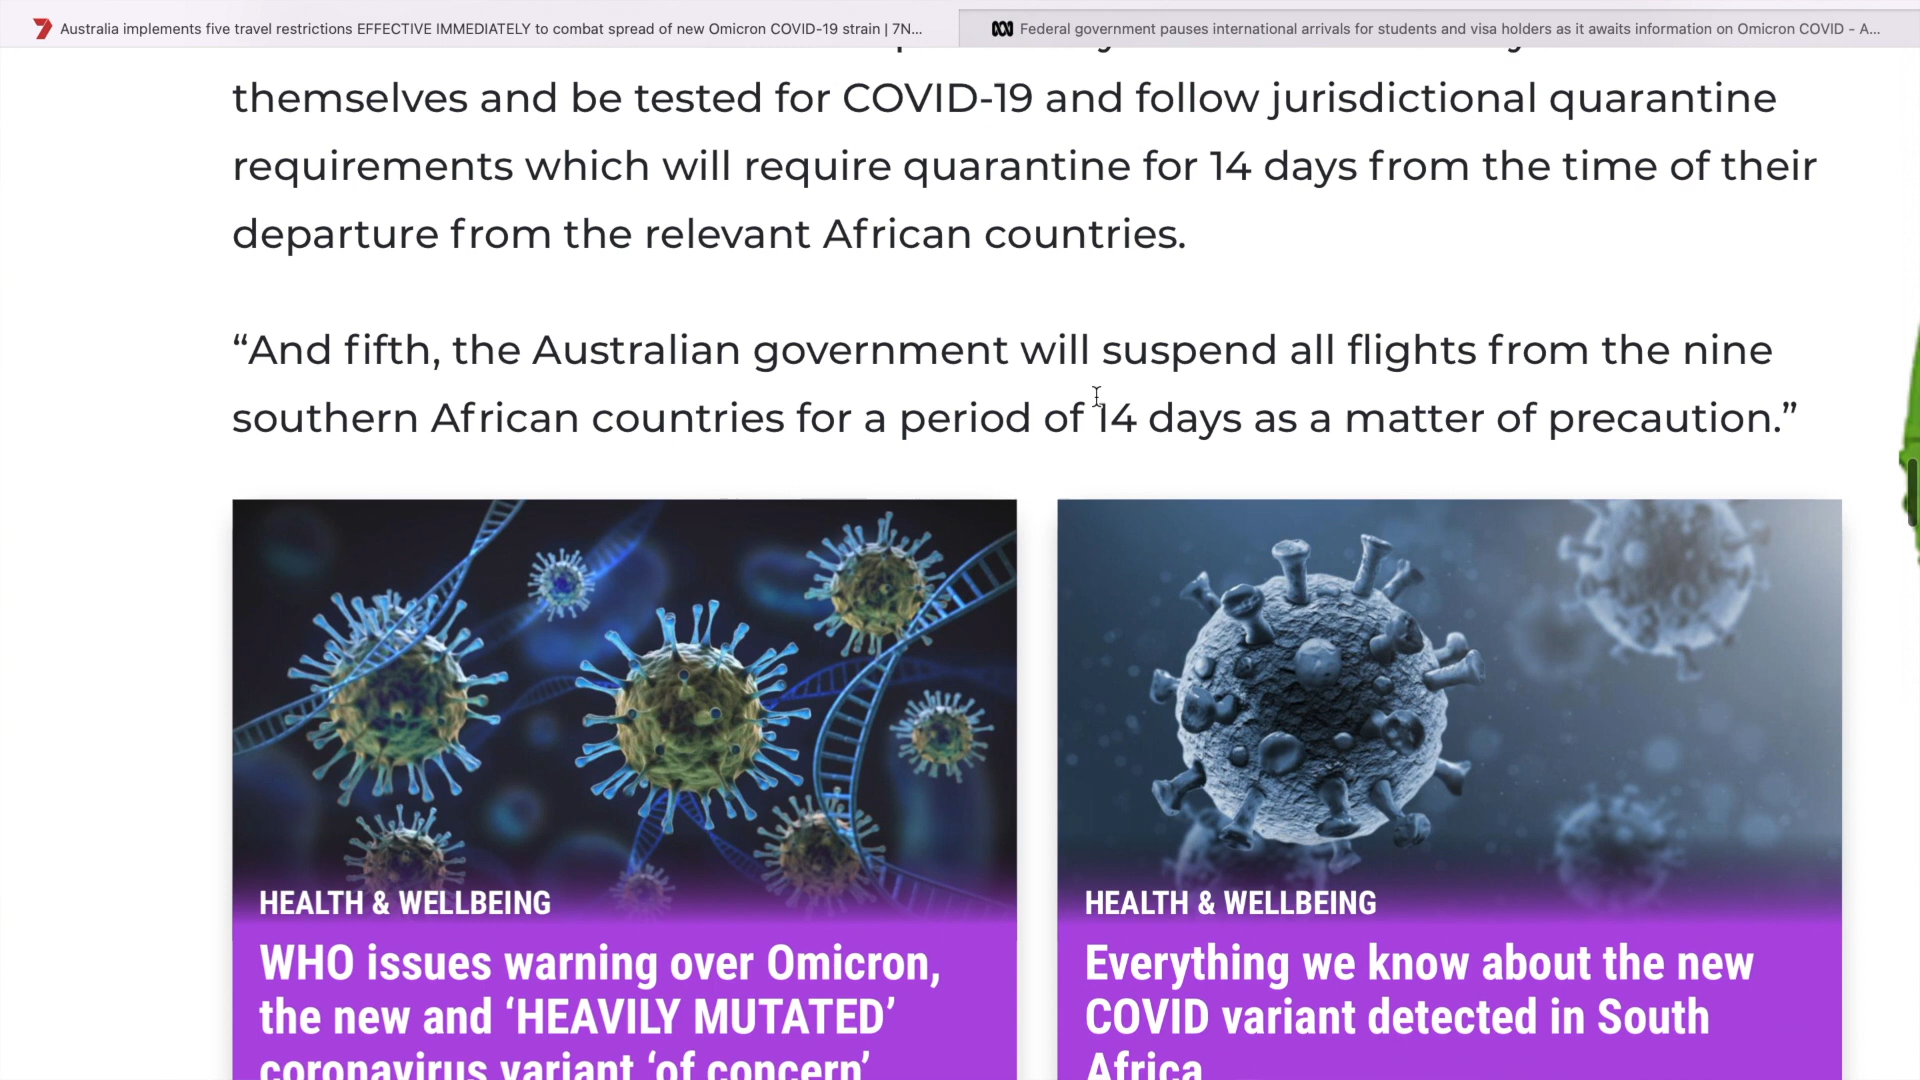 Australia implements five travel restrictions EFFECTIVE IMMEDIATELY to combat spread of new Omicron COVID-19 strain | 7N...
Federal government pauses international arrivals for students and visa holders as it awaits information on Omicron COVID - A...
themselves and be tested for COVID-19 and follow jurisdictional quarantine
requirements which will require quarantine for 14 days from the time of their
departure from the relevant African countries.
“And fifth, the Australian government will suspend all flights from the nine
southern African countries for a period of 14 days as a matter of precaution.”
HEALTH & WELLBEING
WHO issues warning over Omicron,
the new and ‘HEAVILY MUTATED’
coronavirus variant ‘of concern’
HEALTH & WELLBEING
Everything we know about the new
COVID variant detected in South
Africa